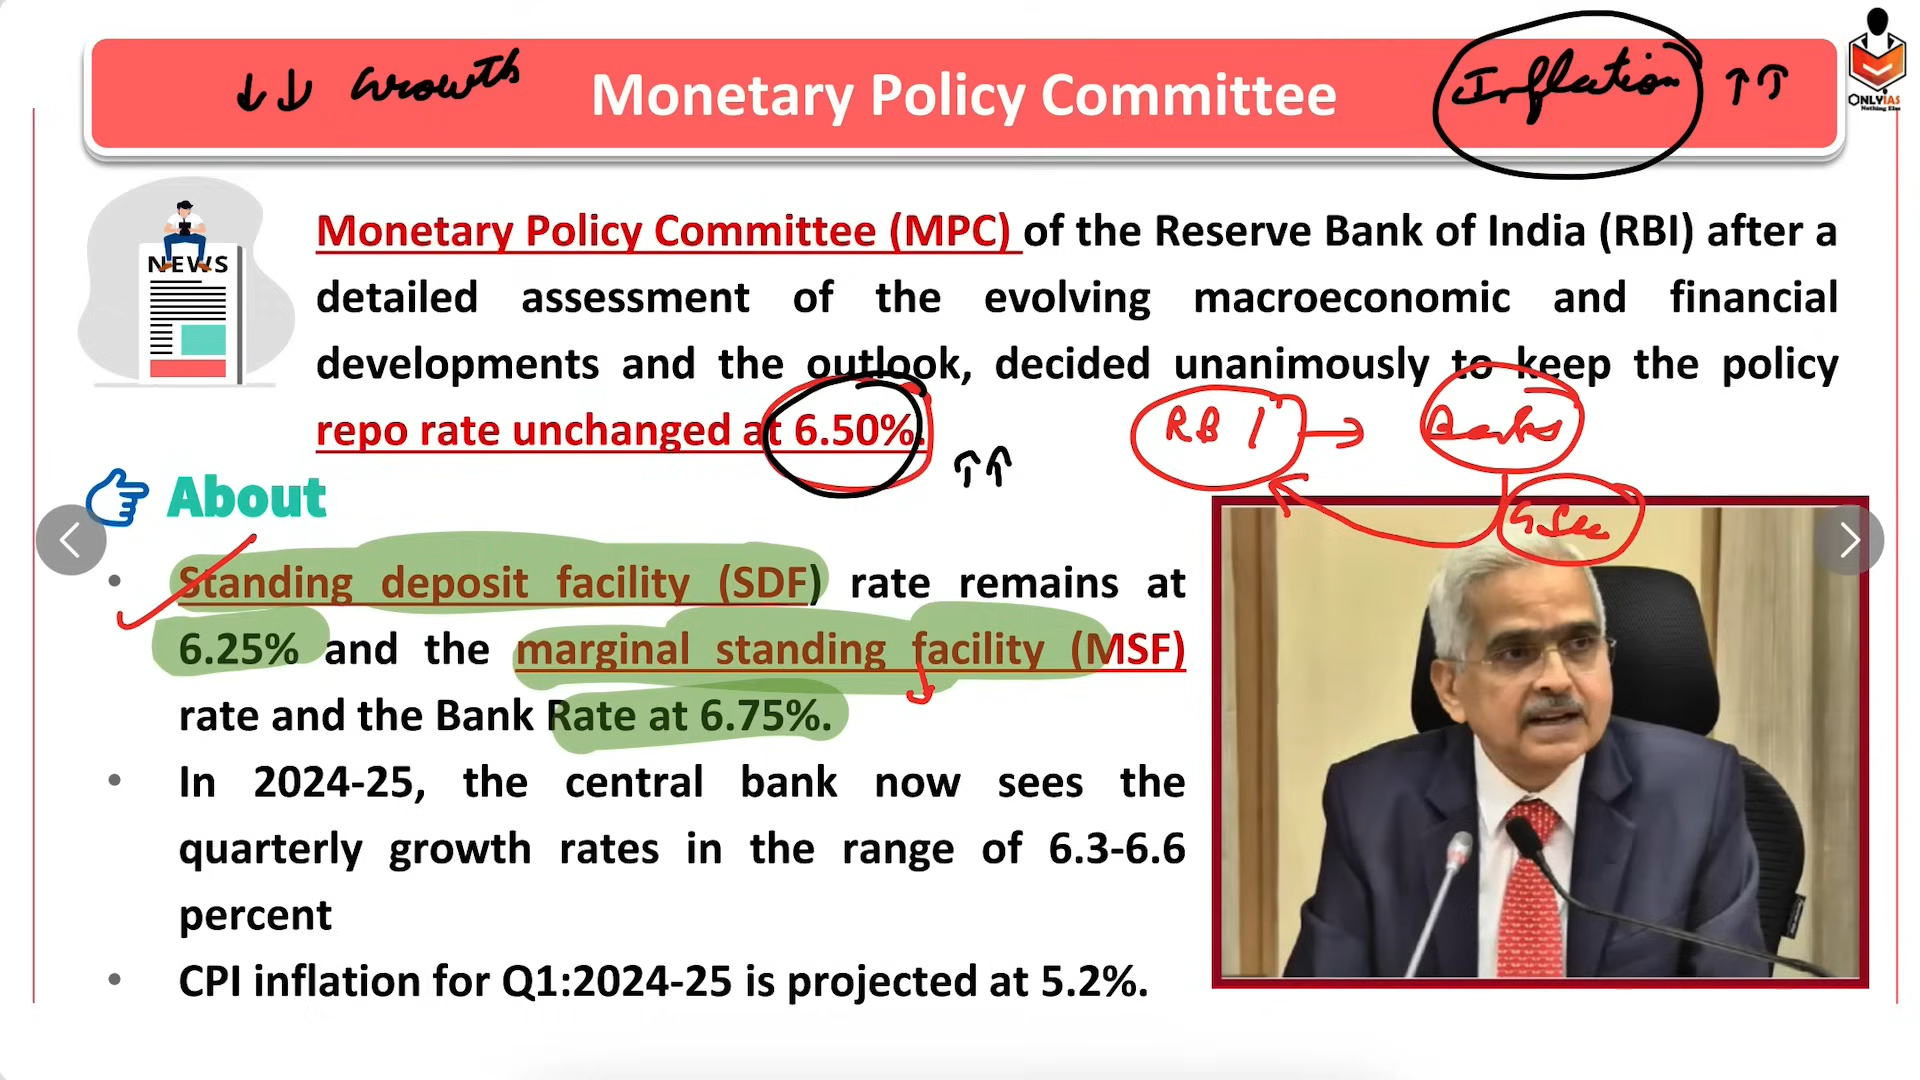 ↓↓ Growth
Monetary Policy Committee
Inflation ↑↑
ONLYIAS
Nothing Else
NEWS
Monetary Policy Committee (MPC) of the Reserve Bank of India (RBI) after a
detailed assessment of the evolving macroeconomic and financial
developments and the outlook, decided unanimously to keep the policy
repo rate unchanged at 6.50%.
↑↑
RBI → Banks
G Sec
About
• Standing deposit facility (SDF) rate remains at
6.25% and the marginal standing facility (MSF)
rate and the Bank Rate at 6.75%.
• In 2024-25, the central bank now sees the
quarterly growth rates in the range of 6.3-6.6
percent
• CPI inflation for Q1:2024-25 is projected at 5.2%.